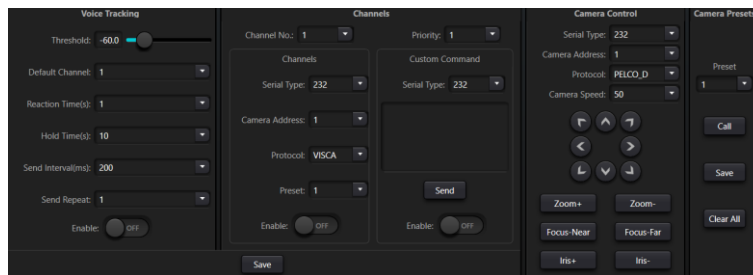 Voice Tracking
Threshold: -60.0
Default Channel: 1
Reaction Time(s): 1
Hold Time(s): 10
Send Interval(ms): 200
Send Repeat: 1
Enable: OFF
Channels
Channel No.: 1 Priority: 1
Channels
Serial Type: 232
Camera Address: 1
Protocol: VISCA
Preset: 1
Enable: OFF
Custom Command
Serial Type: 232
Send
Enable: OFF
Save
Camera Control
Serial Type: 232
Camera Address: 1
Protocol: PELCO_D
Camera Speed: 50
Zoom+ Zoom-
Focus-Near Focus-Far
Iris+ Iris-
Camera Presets
Preset
1
Call
Save
Clear All